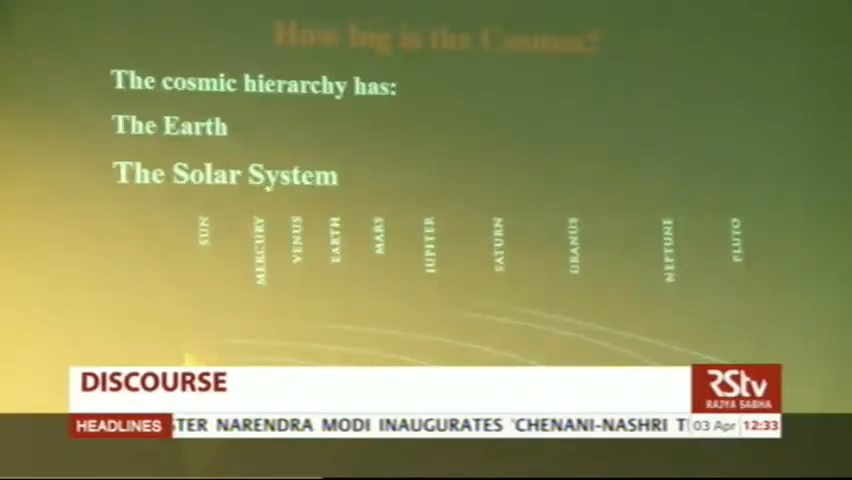 How big is the Cosmos?
The cosmic hierarchy has:
The Earth
The Solar System
SUN
MERCURY
VENUS
EARTH
MARS
JUPITER
SATURN
URANUS
NEPTUNE
PLUTO
DISCOURSE
RStv
RAJYA SABHA
HEADLINES
STER NARENDRA MODI INAUGURATES 'CHENANI-NASHRI T
03 Apr
12:33